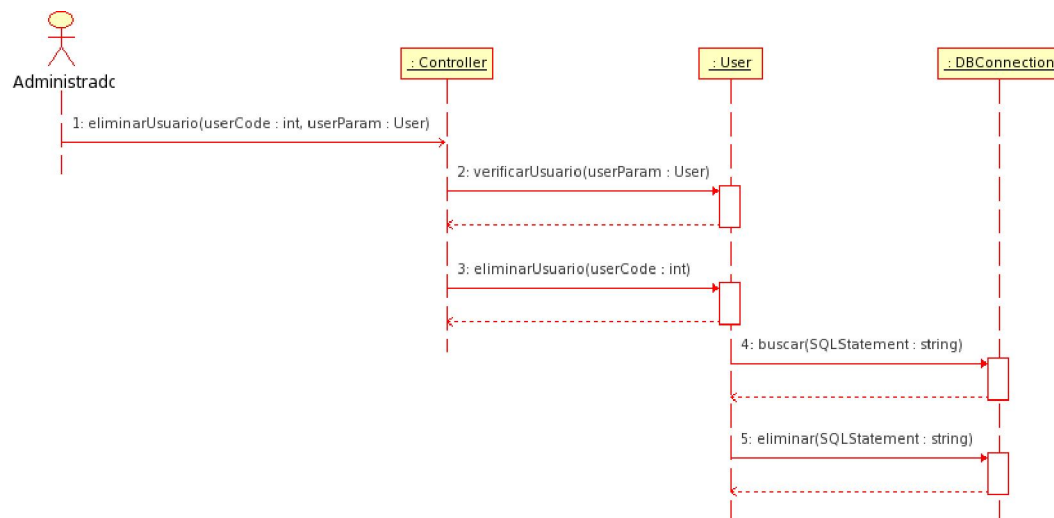 : Controller
: User
: DBConnection
Administradc
1: eliminarUsuario(userCode : int, userParam : User)
2: verificarUsuario(userParam : User)
3: eliminarUsuario(userCode : int)
4: buscar(SQLStatement : string)
5: eliminar(SQLStatement : string)